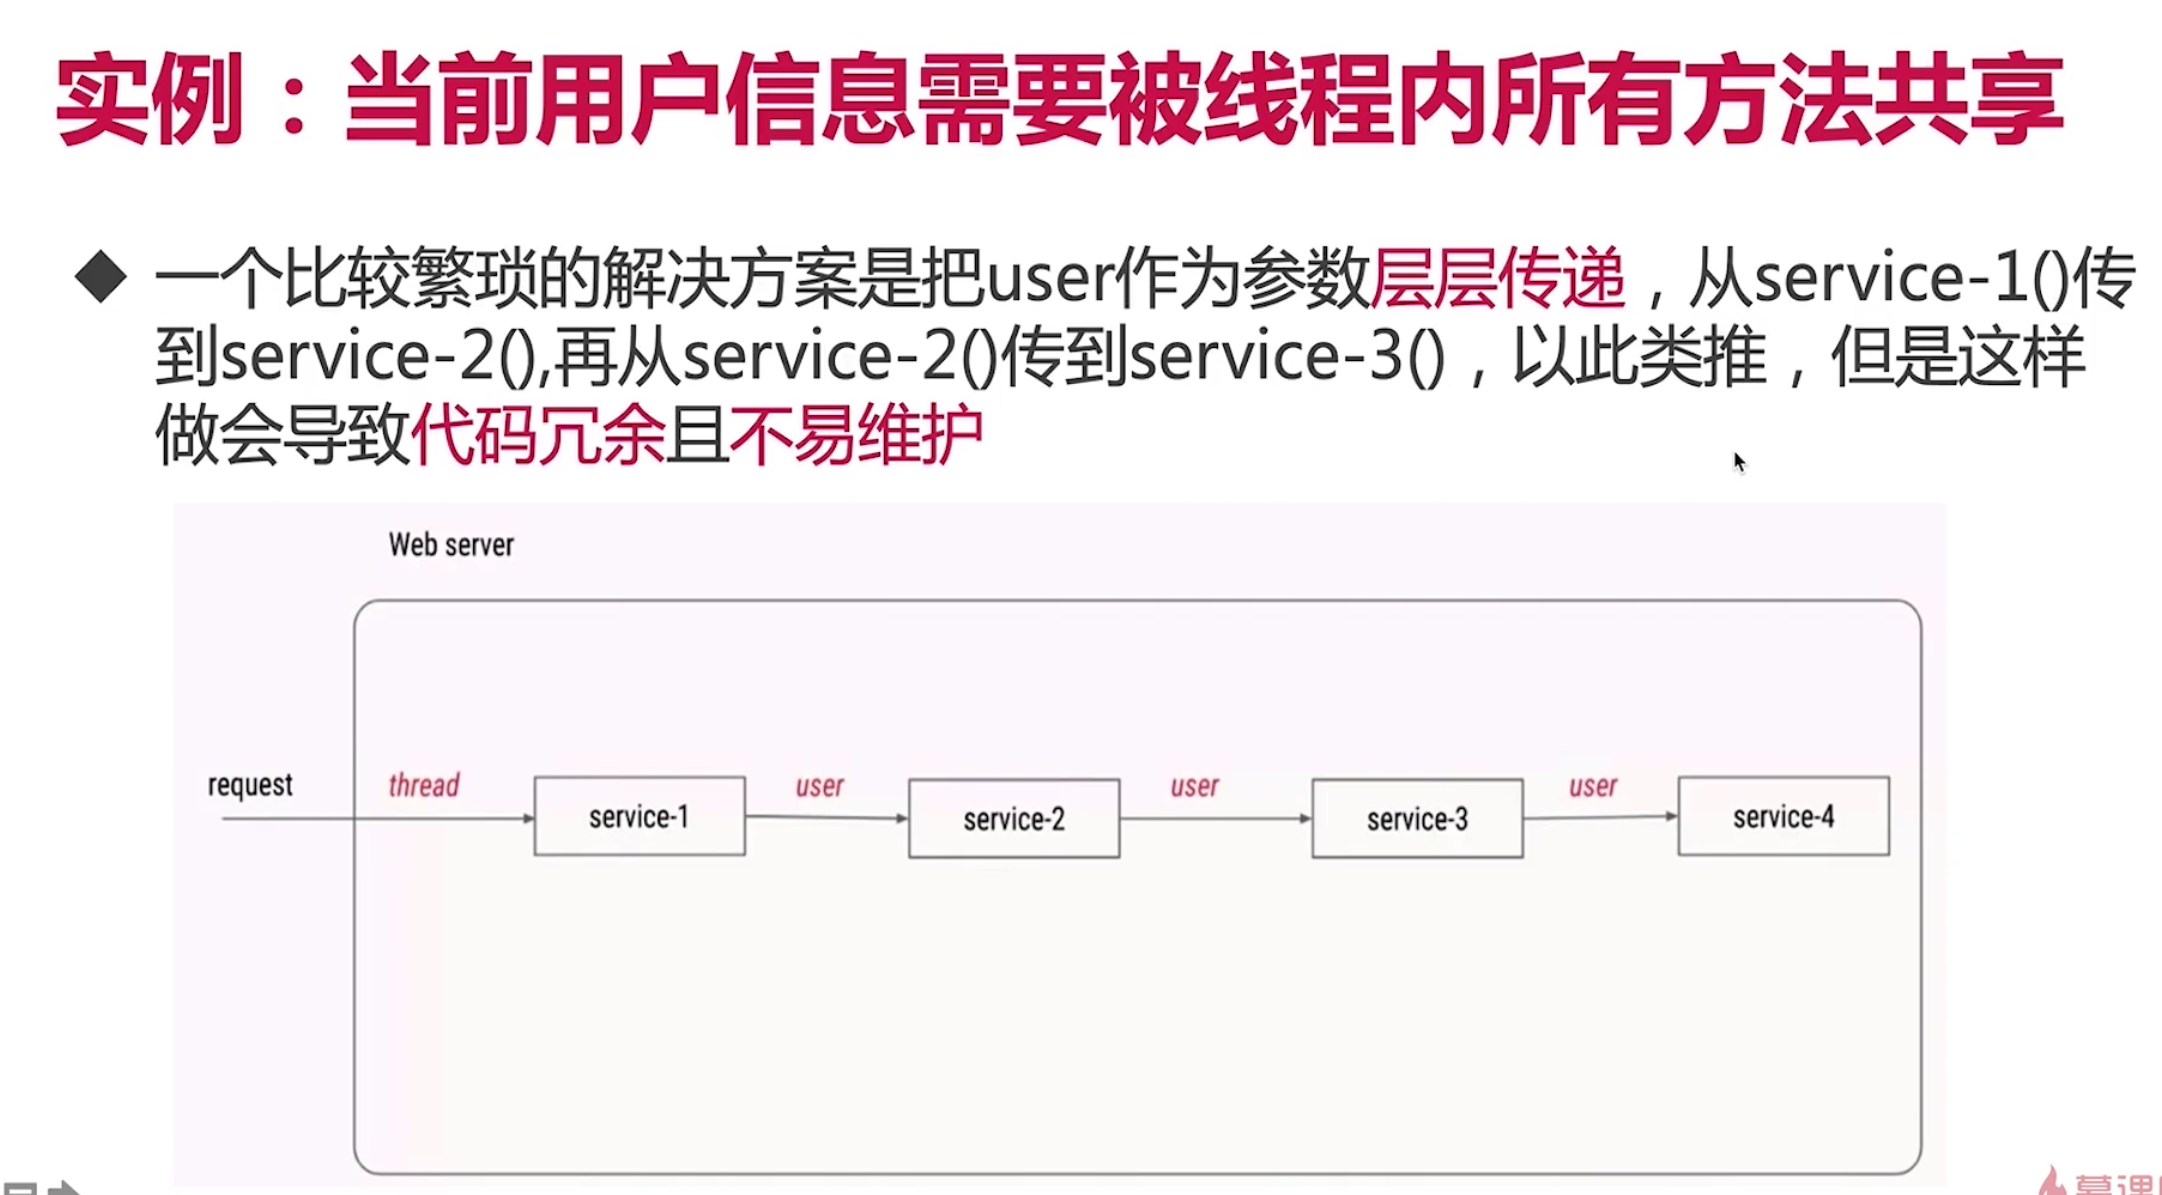 实例：当前用户信息需要被线程内所有方法共享
一个比较繁琐的解决方案是把user作为参数层层传递，从service-1()传
到service-2(),再从service-2()传到service-3()，以此类推，但是这样
做会导致代码冗余且不易维护
Web server
request
thread
service-1
user
service-2
user
service-3
user
service-4